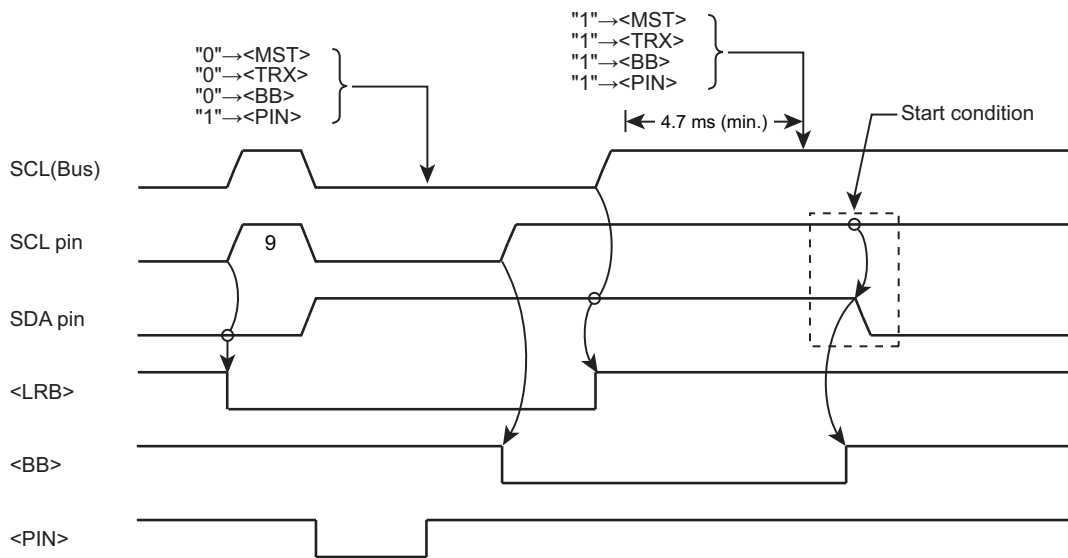 "0"→<MST>
"0"→<TRX>
"0"→<BB>
"1"→<PIN>
"1"→<MST>
"1"→<TRX>
"1"→<BB>
"1"→<PIN>
4.7 ms (min.)
Start condition
SCL(Bus)
SCL pin
9
SDA pin
<LRB>
<BB>
<PIN>